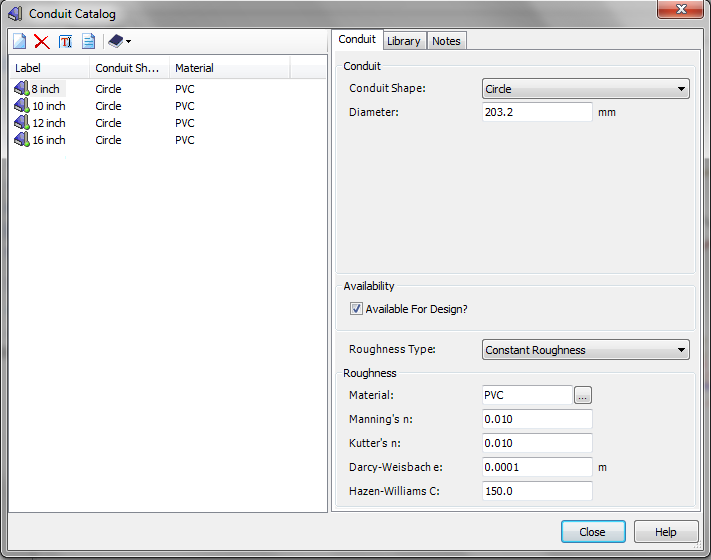 Conduit Catalog
Label Conduit Sh... Material
8 inch Circle PVC
10 inch Circle PVC
12 inch Circle PVC
16 inch Circle PVC
Conduit Library Notes
Conduit
Conduit Shape: Circle
Diameter: 203.2 mm
Availability
Available For Design?
Roughness Type: Constant Roughness
Roughness
Material: PVC ...
Manning's n: 0.010
Kutter's n: 0.010
Darcy-Weisbach e: 0.0001 m
Hazen-Williams C: 150.0
Close Help